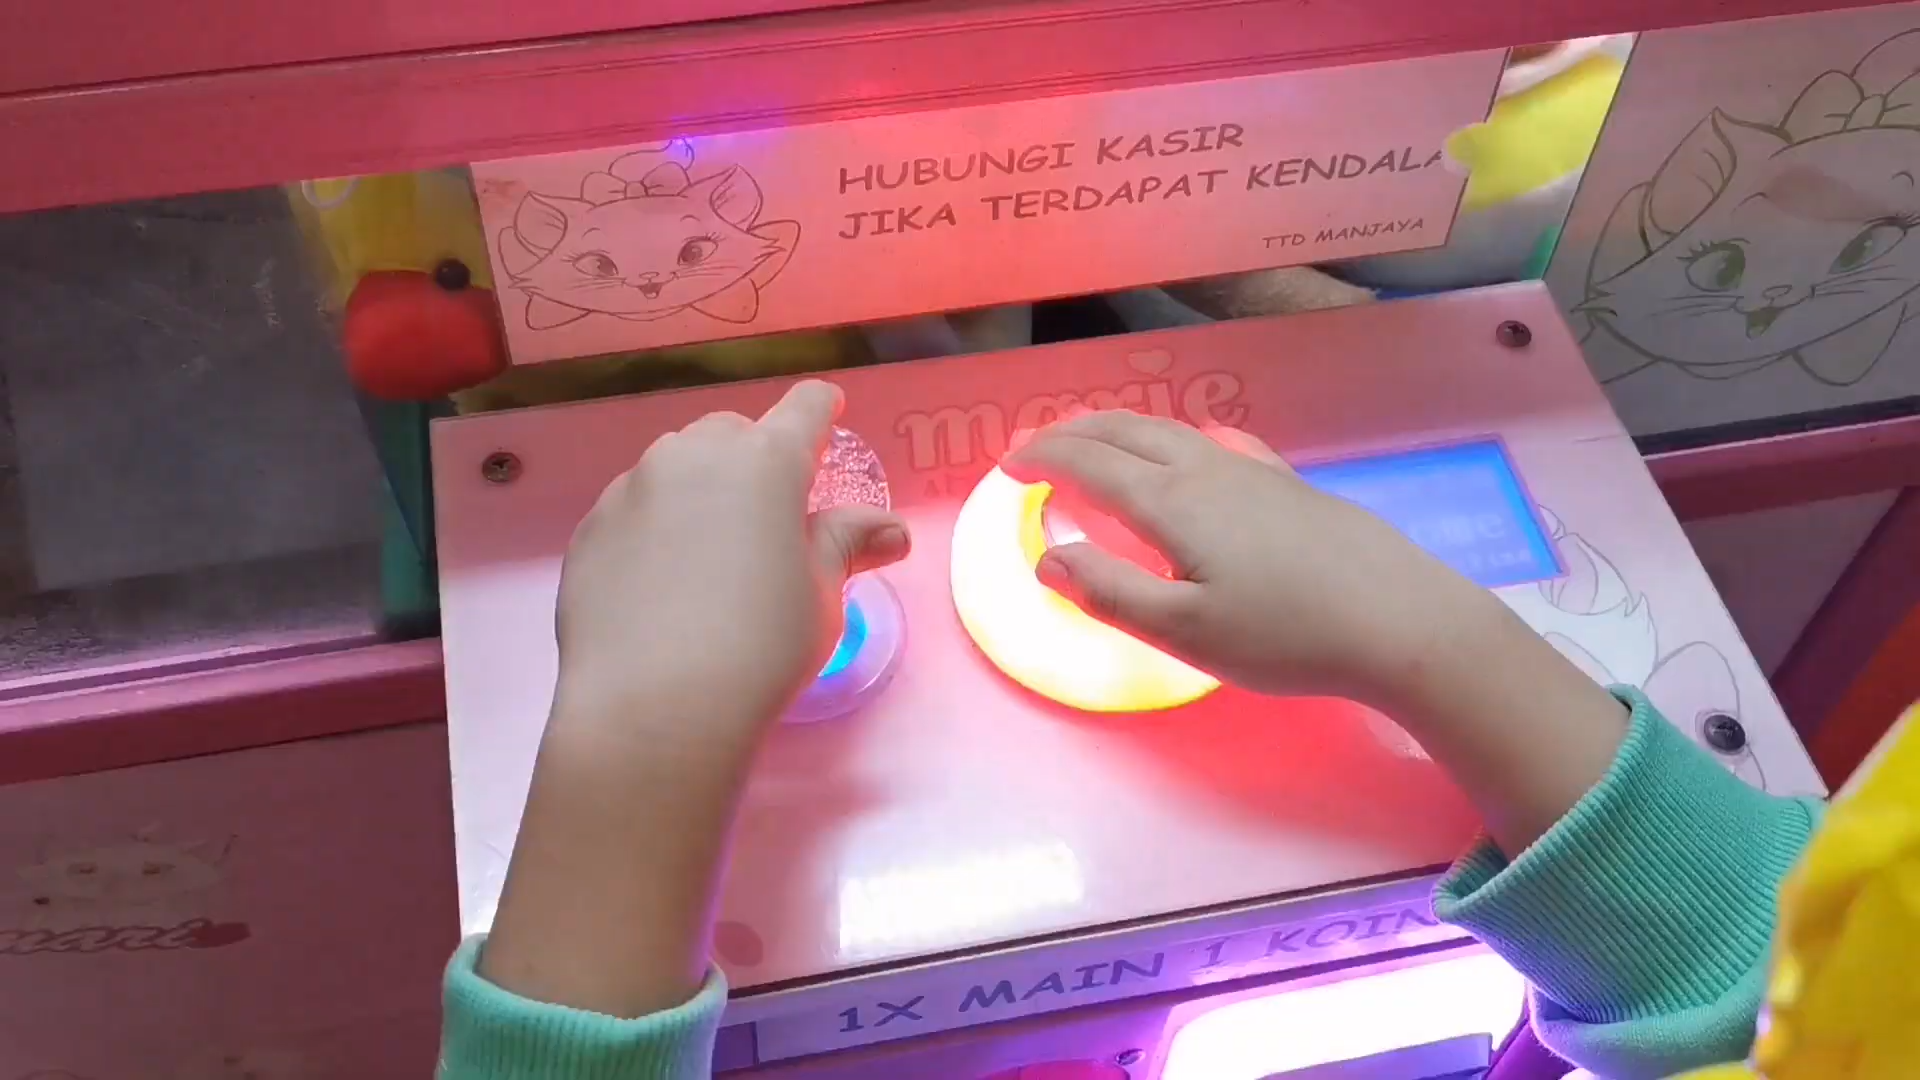 HUBUNGI KASIR
JIKA TERDAPAT KENDALA
TTD MANJAYA
marie
1X MAIN 1 KOIN